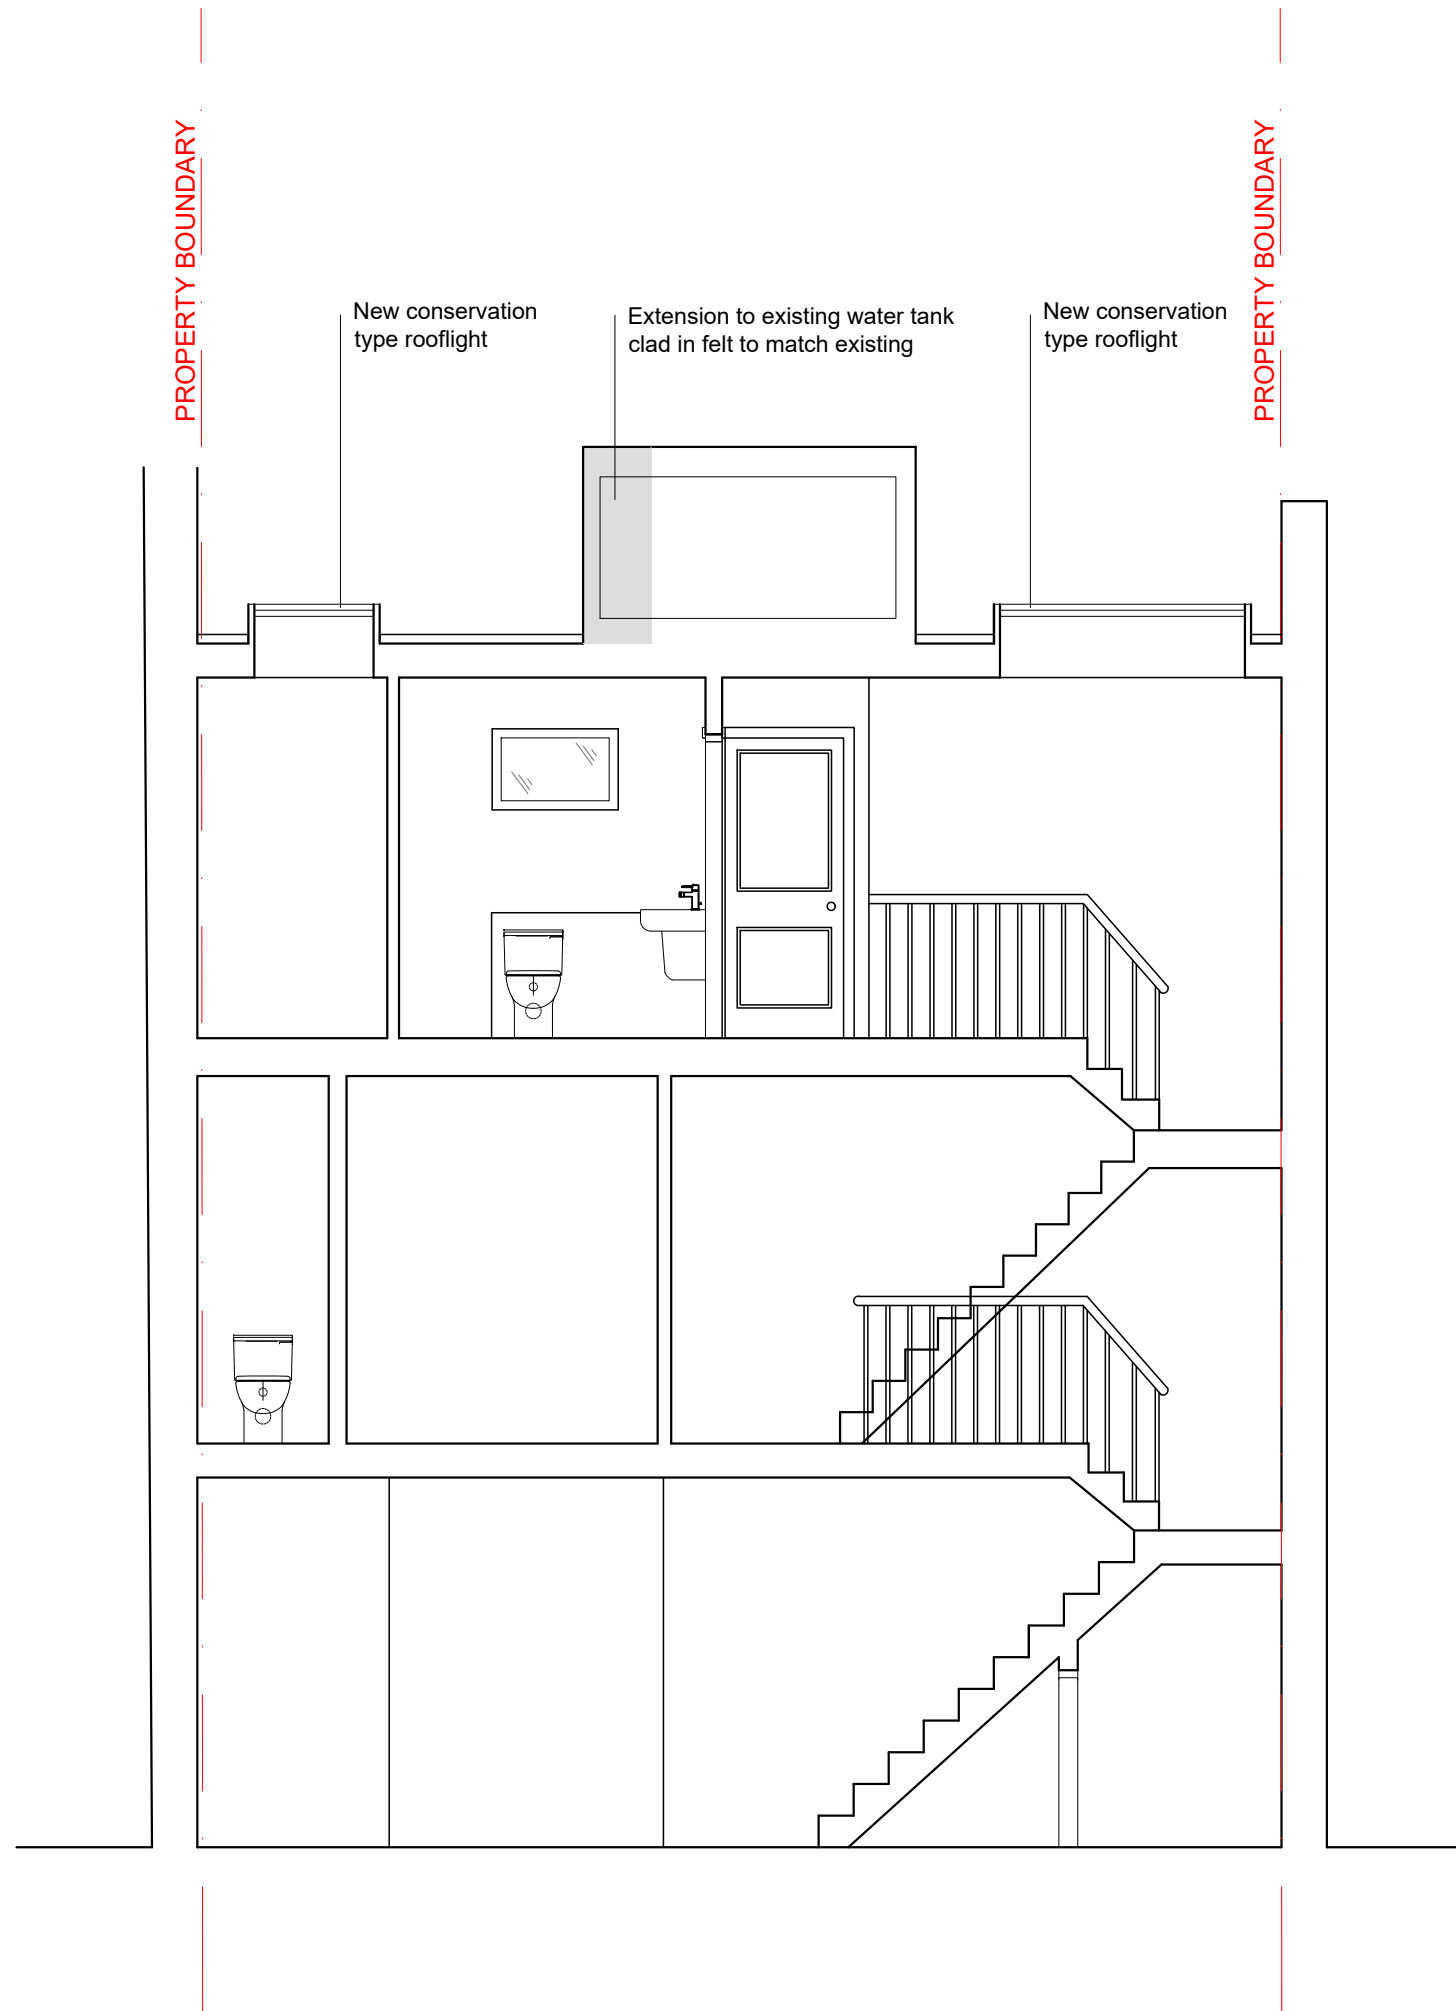 PROPERTY BOUNDARY
PROPERTY BOUNDARY
New conservation
type rooflight
Extension to existing water tank
clad in felt to match existing
New conservation
type rooflight